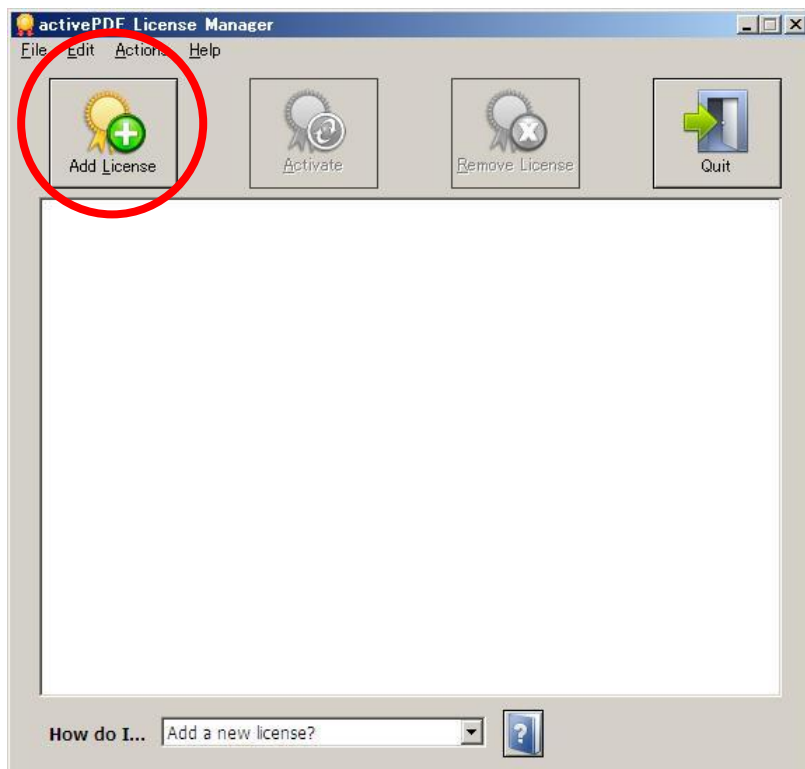 activePDF License Manager
File Edit Actions Help
Add License Activate Remove License Quit
How do I... Add a new license?